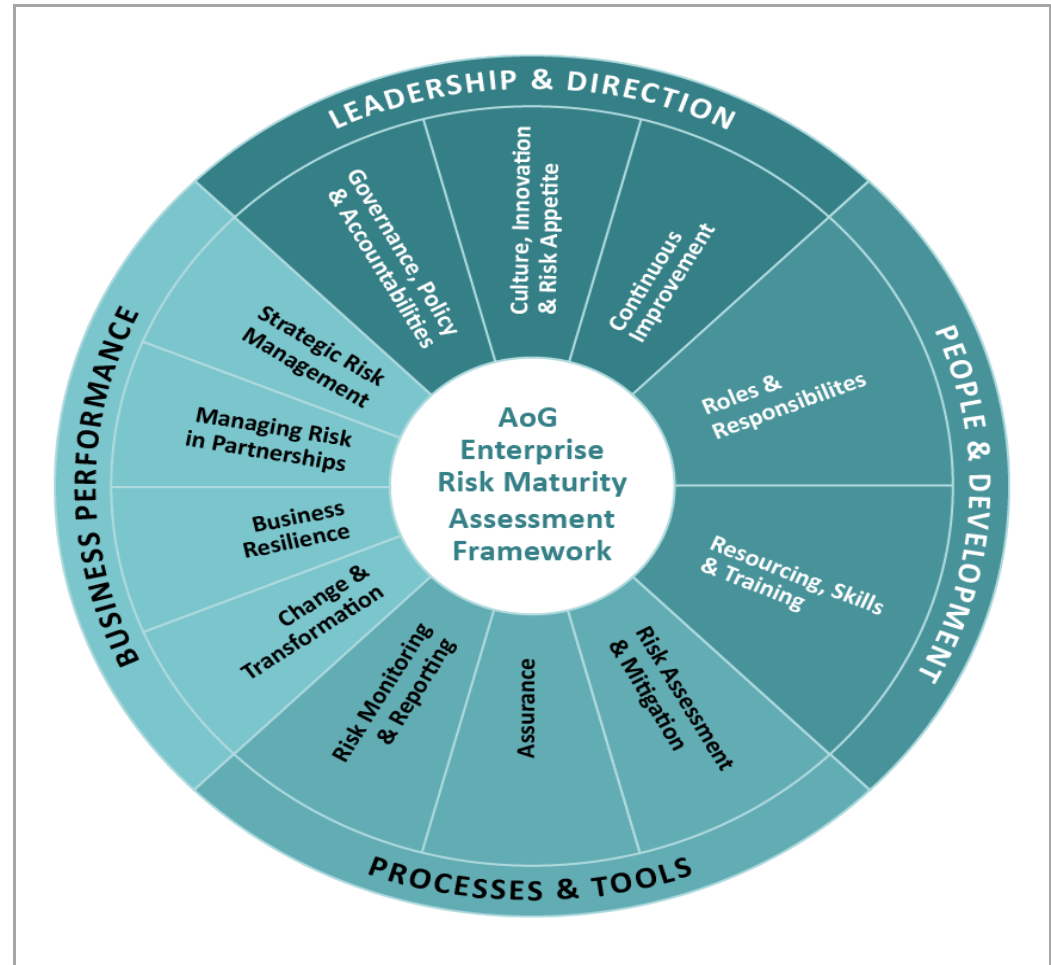 LEADERSHIP & DIRECTION
Governance, Policy
& Accountabilities
Culture, Innovation
& Risk Appetite
Continuous
Improvement
PEOPLE & DEVELOPMENT
Roles &
Responsibilites
Resourcing, Skills
& Training
PROCESSES & TOOLS
Risk Assessment
& Mitigation
Assurance
Risk Monitoring
& Reporting
BUSINESS PERFORMANCE
Change &
Transformation
Business
Resilience
Managing Risk
in Partnerships
Strategic Risk
Management
AoG
Enterprise
Risk Maturity
Assessment
Framework